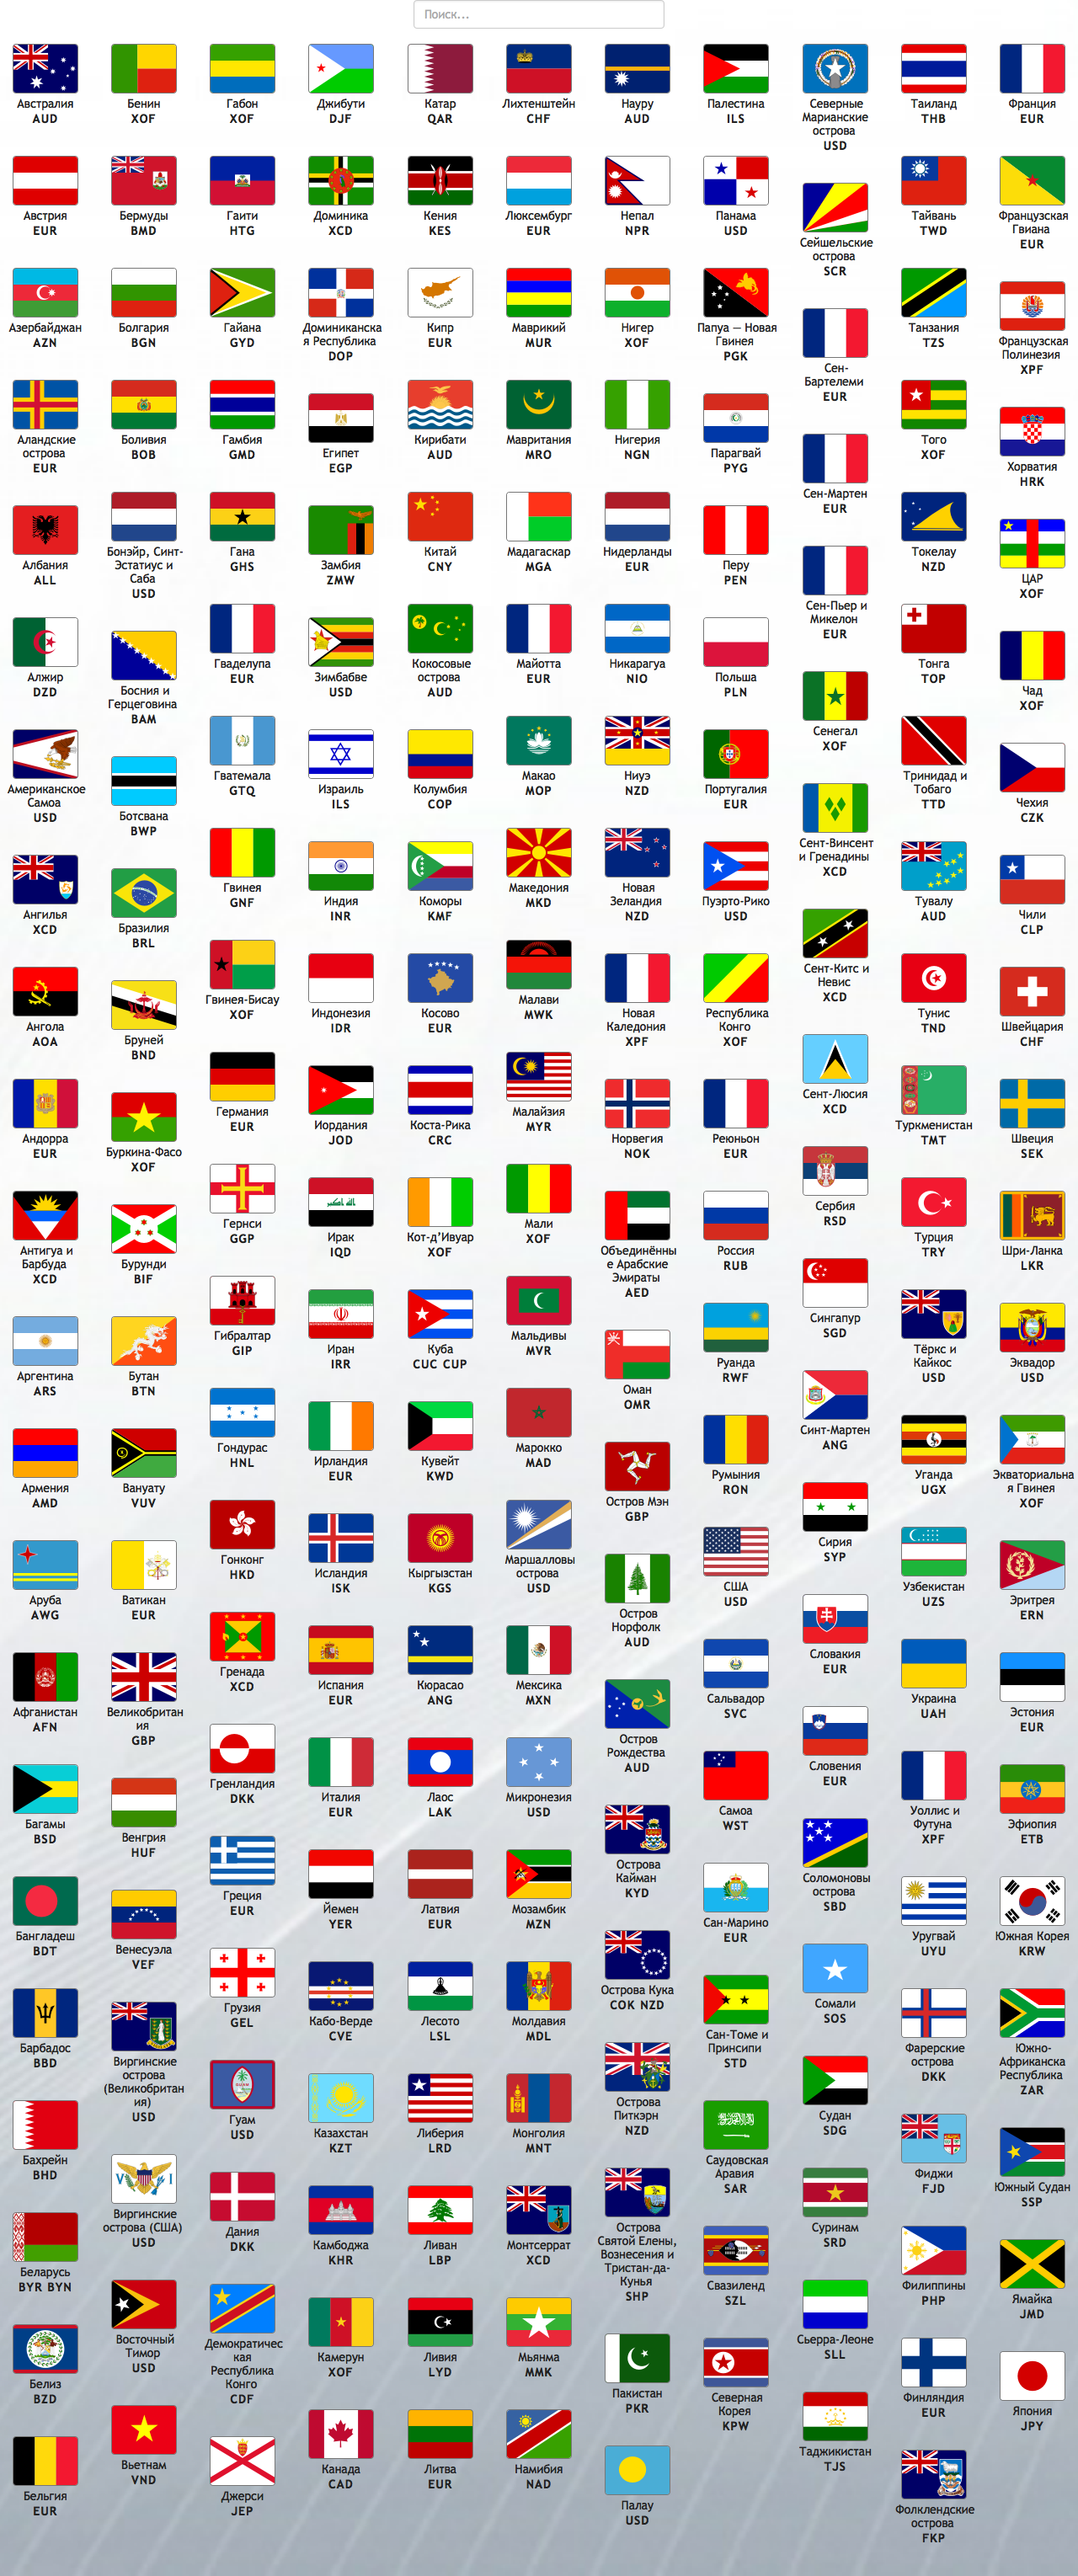 Поиск...
Австралия
AUD
Австрия
EUR
Азербайджан
AZN
Аландские
острова
EUR
Албания
ALL
Алжир
DZD
Американское
Самоа
USD
Ангилья
XCD
Ангола
AOA
Андорра
EUR
Антигуа и
Барбуда
XCD
Аргентина
ARS
Армения
AMD
Аруба
AWG
Афганистан
AFN
Багамы
BSD
Бангладеш
BDT
Барбадос
BBD
Бахрейн
BHD
Беларусь
BYR BYN
Белиз
BZD
Бельгия
EUR
Бенин
XOF
Бермуды
BMD
Болгария
BGN
Боливия
BOB
Бонэйр, Синт-
Эстатиус и
Саба
USD
Босния и
Герцеговина
BAM
Ботсвана
BWP
Бразилия
BRL
Бруней
BND
Буркина-Фасо
XOF
Бурунди
BIF
Бутан
BTN
Вануату
VUV
Ватикан
EUR
Великобритан
ия
GBP
Венгрия
HUF
Венесуэла
VEF
Виргинские
острова
(Великобритан
ия)
USD
Виргинские
острова (США)
USD
Восточный
Тимор
USD
Вьетнам
VND
Габон
XOF
Гаити
HTG
Гайана
GYD
Гамбия
GMD
Гана
GHS
Гваделупа
EUR
Гватемала
GTQ
Гвинея
GNF
Гвинея-Бисау
XOF
Германия
EUR
Гернси
GGP
Гибралтар
GIP
Гондурас
HNL
Гонконг
HKD
Гренада
XCD
Гренландия
DKK
Греция
EUR
Грузия
GEL
Гуам
USD
Дания
DKK
Демократичес
кая
Республика
Конго
CDF
Джерси
JEP
Джибути
DJF
Доминика
XCD
Доминиканска
я Республика
DOP
Египет
EGP
Замбия
ZMW
Зимбабве
USD
Израиль
ILS
Индия
INR
Индонезия
IDR
Иордания
JOD
Ирак
IQD
Иран
IRR
Ирландия
EUR
Исландия
ISK
Испания
EUR
Италия
EUR
Йемен
YER
Кабо-Верде
CVE
Казахстан
KZT
Камбоджа
KHR
Камерун
XOF
Канада
CAD
Катар
QAR
Кения
KES
Кипр
EUR
Кирибати
AUD
Китай
CNY
Кокосовые
острова
AUD
Колумбия
COP
Коморы
KMF
Косово
EUR
Коста-Рика
CRC
Кот-д’Ивуар
XOF
Куба
CUC CUP
Кувейт
KWD
Кыргызстан
KGS
Кюрасао
ANG
Лаос
LAK
Латвия
EUR
Лесото
LSL
Либерия
LRD
Ливан
LBP
Ливия
LYD
Литва
EUR
Лихтенштейн
CHF
Люксембург
EUR
Маврикий
MUR
Мавритания
MRO
Мадагаскар
MGA
Майотта
EUR
Макао
MOP
Македония
MKD
Малави
MWK
Малайзия
MYR
Мали
XOF
Мальдивы
MVR
Марокко
MAD
Маршалловы
острова
USD
Мексика
MXN
Микронезия
USD
Мозамбик
MZN
Молдавия
MDL
Монголия
MNT
Монтсеррат
XCD
Мьянма
MMK
Намибия
NAD
Науру
AUD
Непал
NPR
Нигер
XOF
Нигерия
NGN
Нидерланды
EUR
Никарагуа
NIO
Ниуэ
NZD
Новая
Зеландия
NZD
Новая
Каледония
XPF
Норвегия
NOK
Объединённы
е Арабские
Эмираты
AED
Оман
OMR
Остров Мэн
GBP
Остров
Норфолк
AUD
Остров
Рождества
AUD
Острова
Кайман
KYD
Острова Кука
COK NZD
Острова
Питкэрн
NZD
Острова
Святой Елены,
Вознесения и
Тристан-да-
Кунья
SHP
Пакистан
PKR
Палау
USD
Палестина
ILS
Панама
USD
Папуа — Новая
Гвинея
PGK
Парагвай
PYG
Перу
PEN
Польша
PLN
Португалия
EUR
Пуэрто-Рико
USD
Республика
Конго
XOF
Реюньон
EUR
Россия
RUB
Руанда
RWF
Румыния
RON
США
USD
Сальвадор
SVC
Самоа
WST
Сан-Марино
EUR
Сан-Томе и
Принсипи
STD
Саудовская
Аравия
SAR
Свазиленд
SZL
Северная
Корея
KPW
Северные
Марианские
острова
USD
Сейшельские
острова
SCR
Сен-
Бартелеми
EUR
Сен-Мартен
EUR
Сен-Пьер и
Микелон
EUR
Сенегал
XOF
Сент-Винсент
и Гренадины
XCD
Сент-Китс и
Невис
XCD
Сент-Люсия
XCD
Сербия
RSD
Сингапур
SGD
Синт-Мартен
ANG
Сирия
SYP
Словакия
EUR
Словения
EUR
Соломоновы
острова
SBD
Сомали
SOS
Судан
SDG
Суринам
SRD
Сьерра-Леоне
SLL
Таджикистан
TJS
Таиланд
THB
Тайвань
TWD
Танзания
TZS
Того
XOF
Токелау
NZD
Тонга
TOP
Тринидад и
Тобаго
TTD
Тувалу
AUD
Тунис
TND
Туркменистан
TMT
Турция
TRY
Тёркс и
Кайкос
USD
Уганда
UGX
Узбекистан
UZS
Украина
UAH
Уоллис и
Футуна
XPF
Уругвай
UYU
Фарерские
острова
DKK
Фиджи
FJD
Филиппины
PHP
Финляндия
EUR
Фолклендские
острова
FKP
Франция
EUR
Французская
Гвиана
EUR
Французская
Полинезия
XPF
Хорватия
HRK
ЦАР
XOF
Чад
XOF
Чехия
CZK
Чили
CLP
Швейцария
CHF
Швеция
SEK
Шри-Ланка
LKR
Эквадор
USD
Экваториальна
я Гвинея
XOF
Эритрея
ERN
Эстония
EUR
Эфиопия
ETB
Южная Корея
KRW
Южно-
Африканска
Республика
ZAR
Южный Судан
SSP
Ямайка
JMD
Япония
JPY